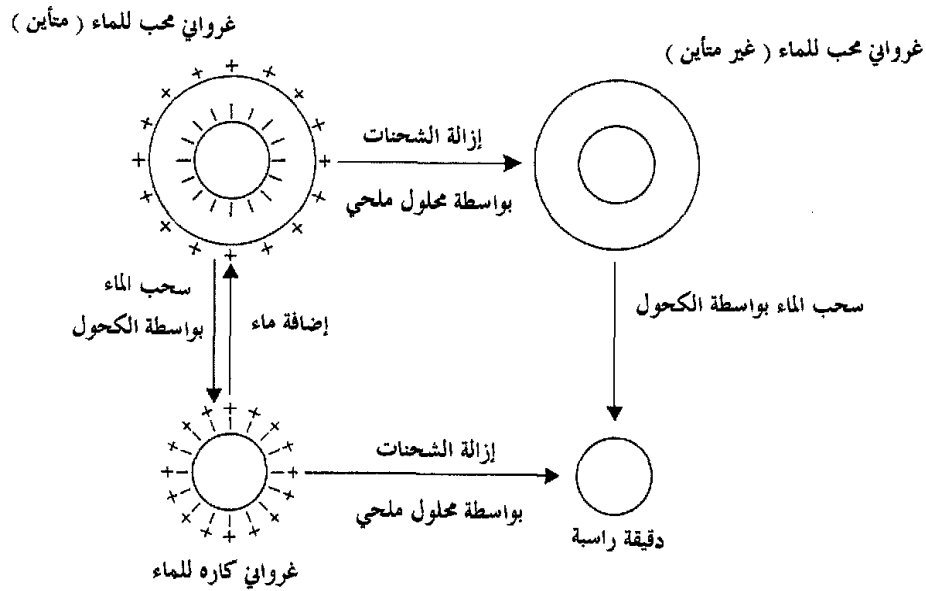 غرواني محب للماء ( متأين )
غرواني محب للماء ( غير متأين )
إزالة الشحنات
بواسطة محلول ملحي
سحب الماء
بواسطة الكحول
إضافة ماء
سحب الماء بواسطة الكحول
إزالة الشحنات
بواسطة محلول ملحي
دقيقة راسبة
غرواني كاره للماء